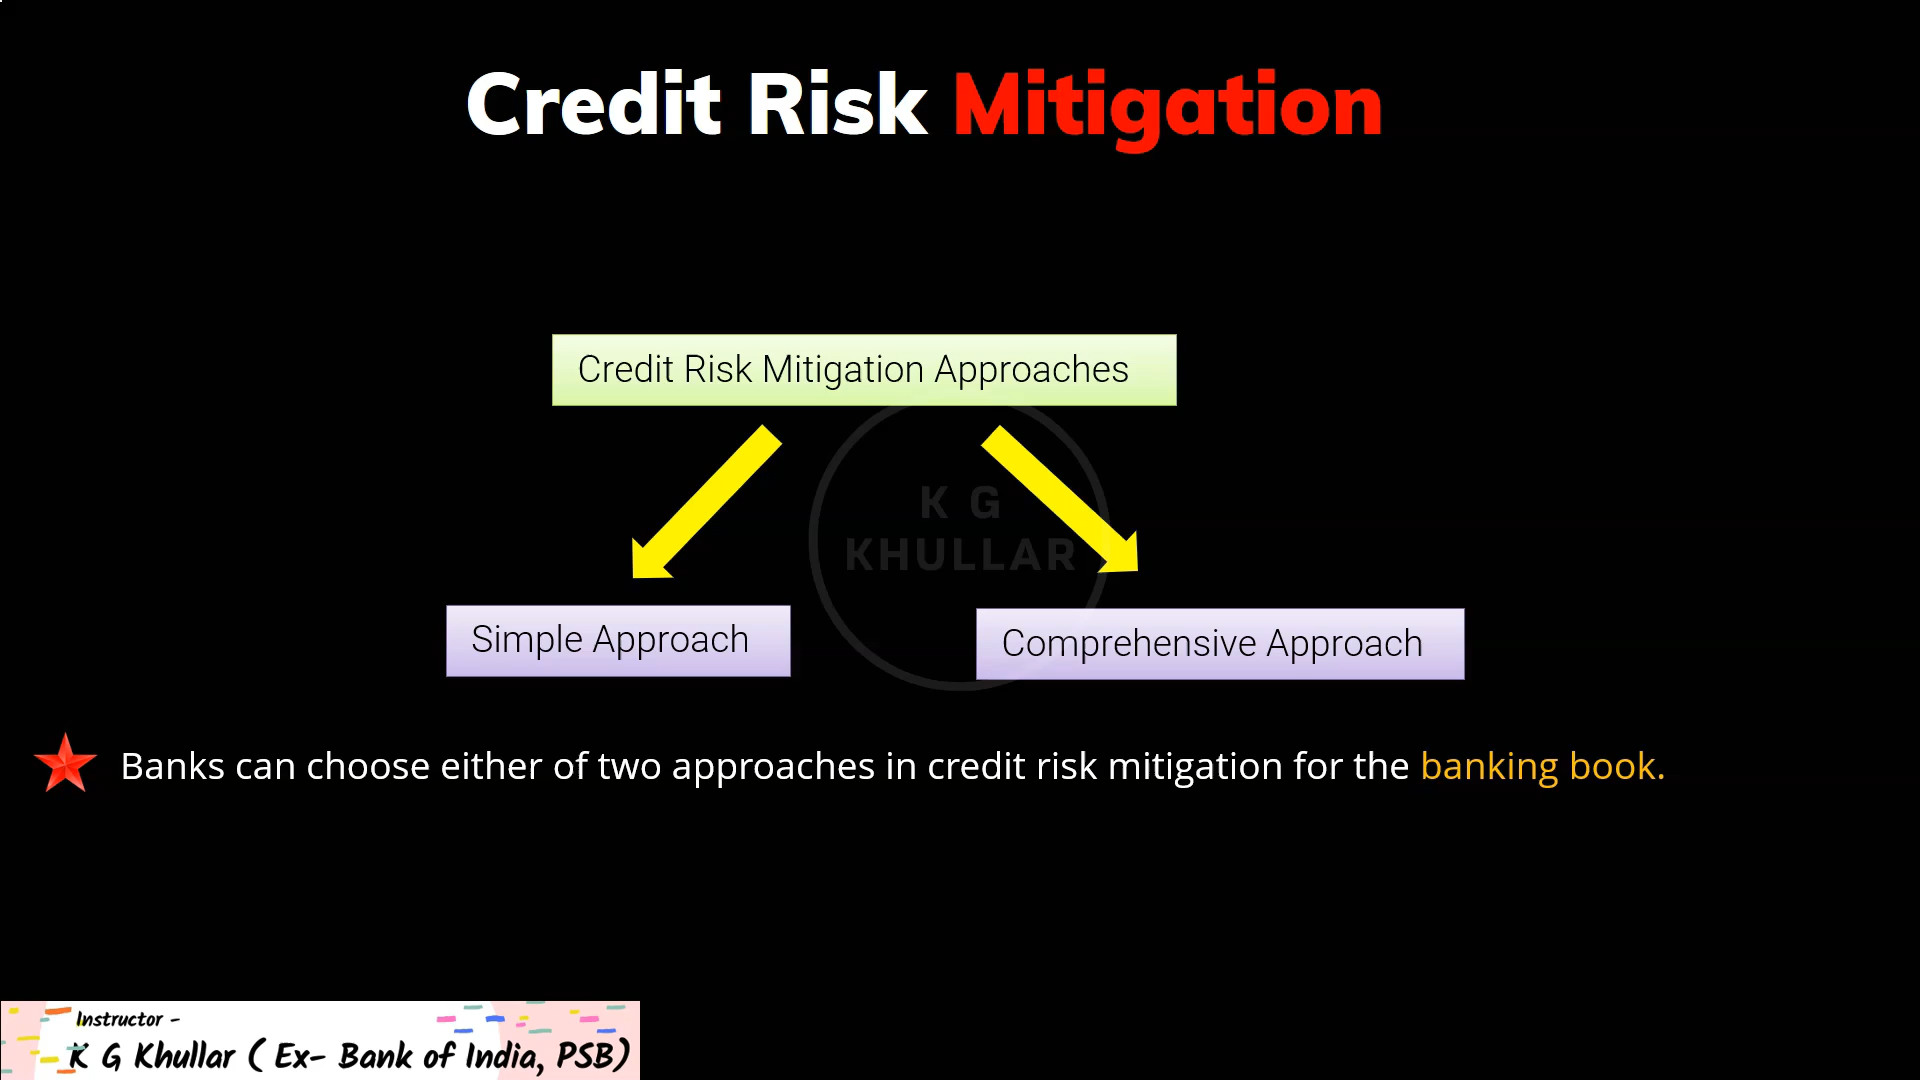 Credit Risk Mitigation
Credit Risk Mitigation Approaches
K G
KHULLAR
Simple Approach
Comprehensive Approach
Banks can choose either of two approaches in credit risk mitigation for the banking book.
Instructor -
K G Khullar ( Ex- Bank of India, PSB)